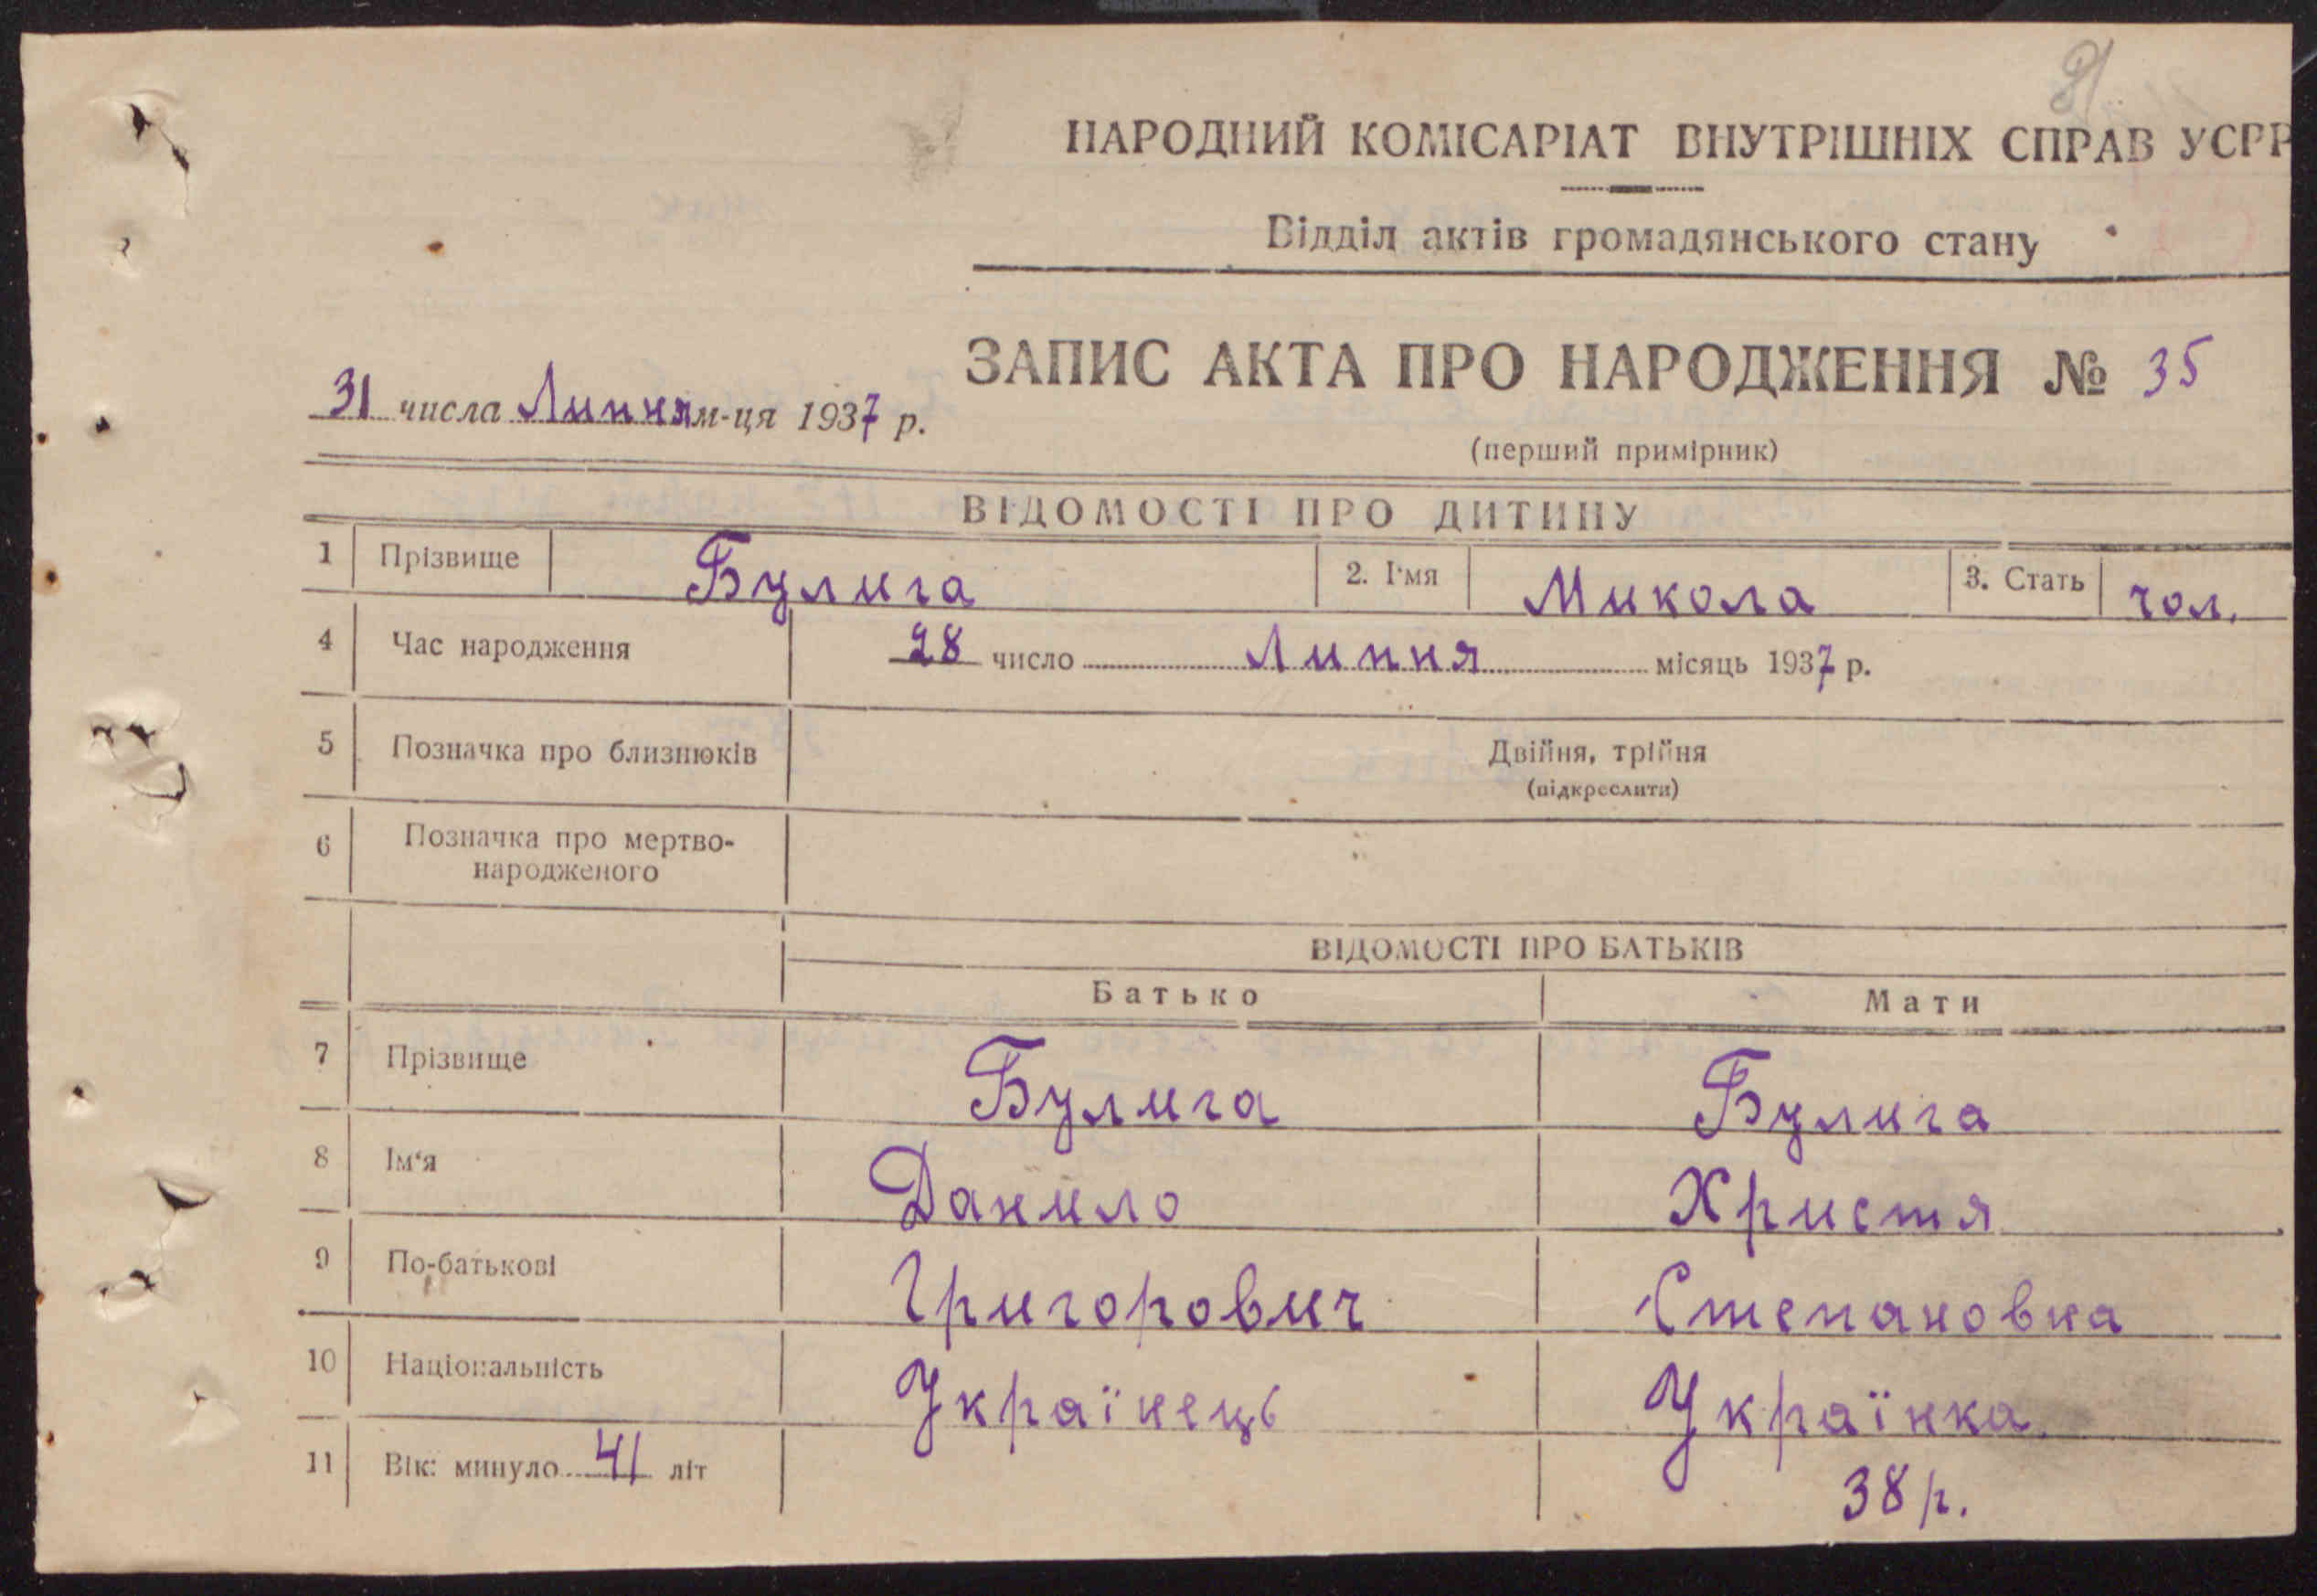 НАРОДНИЙ КОМІСАРІАТ ВНУТРІШНІХ СПРАВ УСРР
Відділ актів громадянського стану
ЗАПИС АКТА ПРО НАРОДЖЕННЯ № 35
31 числа Липня м-ця 1937 р.
(перший примірник)
ВІДОМОСТІ ПРО ДИТИНУ
1 Прізвище Булига 2. І'мя Микола 3. Стать чол.
4 Час народження 28 число Липня місяць 1937 р.
5 Позначка про близнюків Двійня, трійня
(підкреслити)
6 Позначка про мертво-
народженого
ВІДОМОСТІ ПРО БАТЬКІВ
Батько Мати
7 Прізвище Булига Булига
8 Ім'я Данило Христя
9 По-батькові Григорович Степановна
10 Національність Українець Українка
11 Вік: минуло 41 літ 38 р.